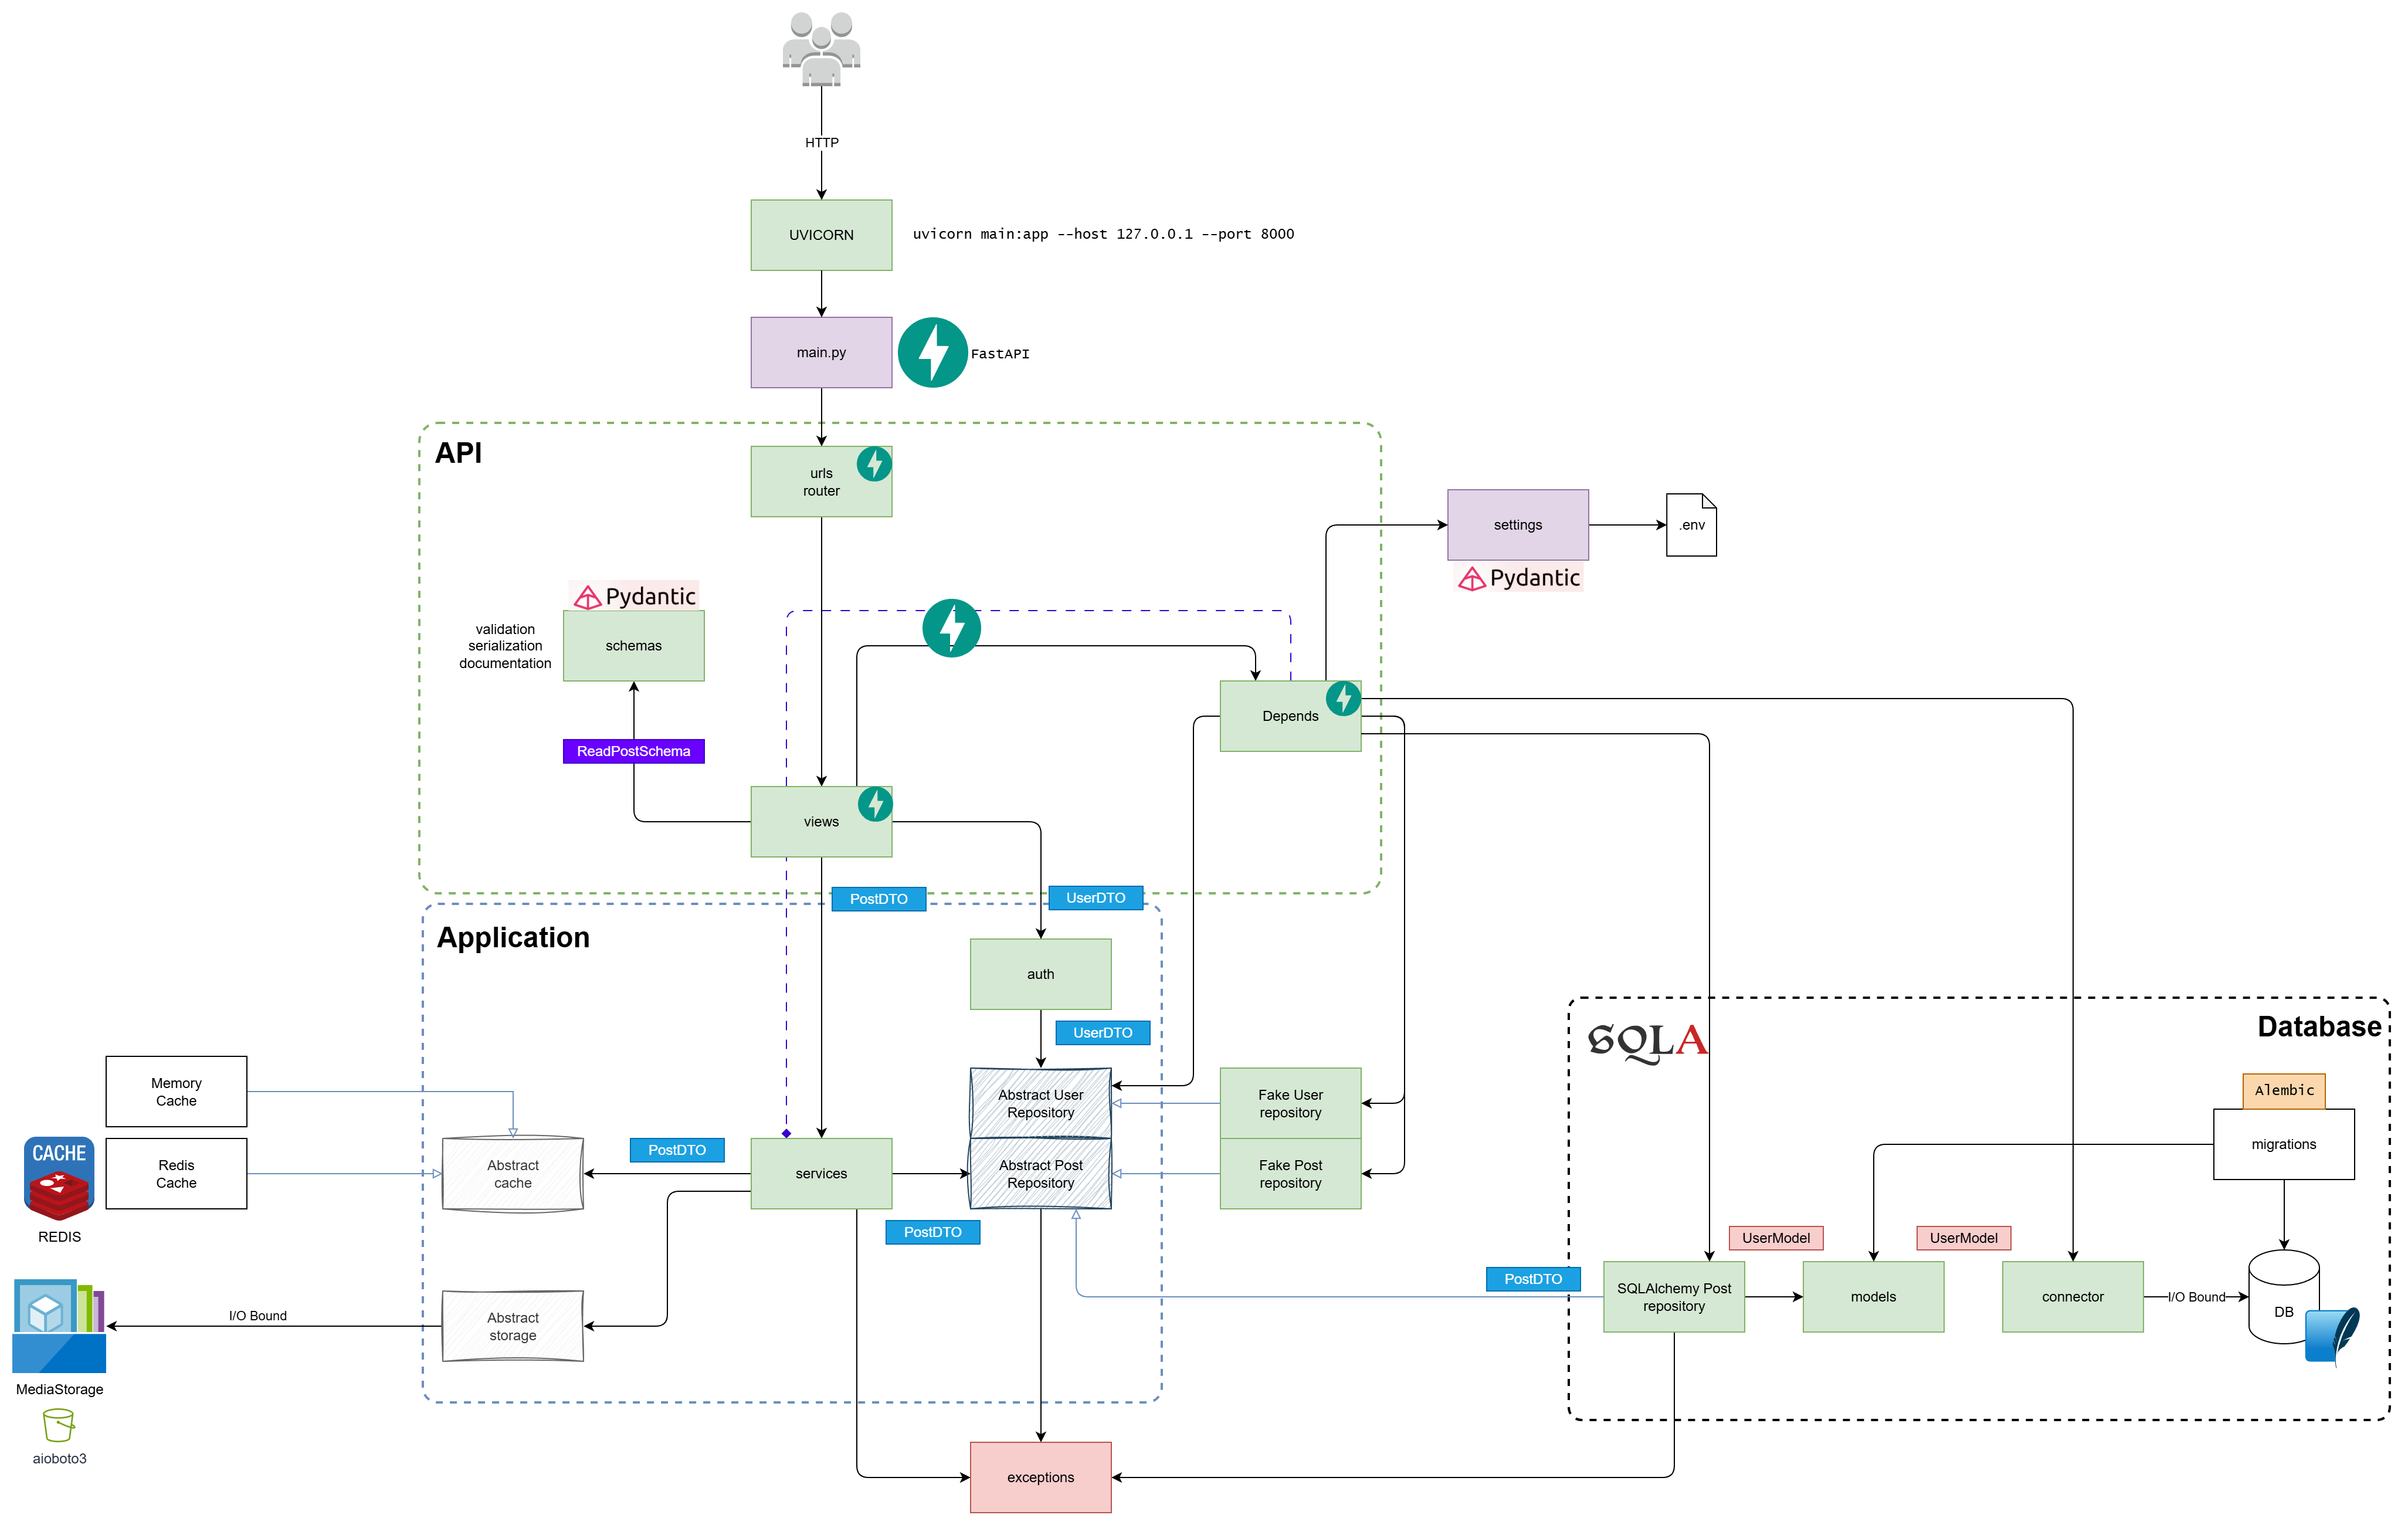 HTTP
UVICORN
uvicorn main:app --host 127.0.0.1 --port 8000
main.py
FastAPI
API
urls
router
settings
.env
Pydantic
Pydantic
validation
serialization
documentation
schemas
Depends
ReadPostSchema
views
PostDTO
UserDTO
Application
auth
UserDTO
SQLA
Database
Memory
Cache
Abstract User
Repository
Fake User
repository
Alembic
migrations
CACHE
Redis
Cache
REDIS
Abstract
cache
PostDTO
services
Abstract Post
Repository
Fake Post
repository
PostDTO
UserModel
UserModel
PostDTO
SQLAlchemy Post
repository
models
connector
I/O Bound
DB
I/O Bound
Abstract
storage
MediaStorage
aioboto3
exceptions